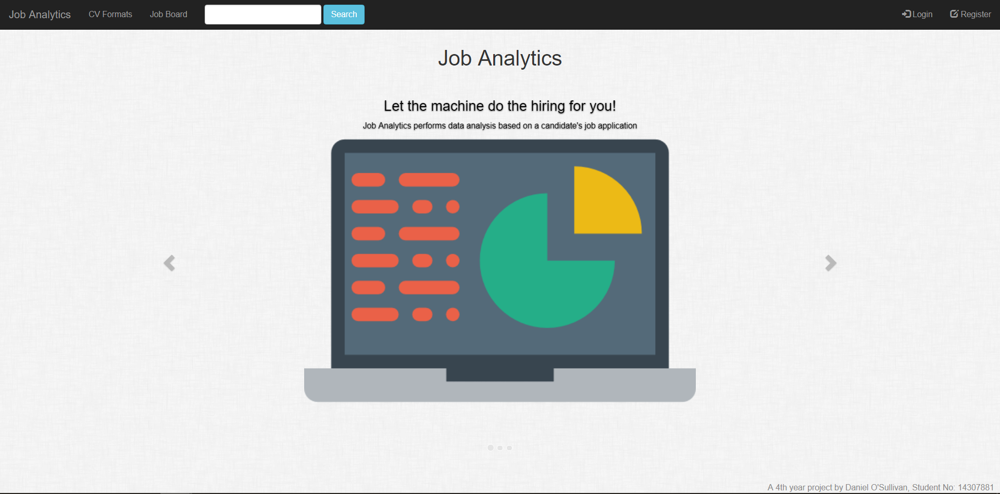 Job Analytics CV Formats Job Board Search Login Register
Job Analytics
Let the machine do the hiring for you!
Job Analytics performs data analysis based on a candidate's job application
A 4th year project by Daniel O'Sullivan, Student No: 14307881